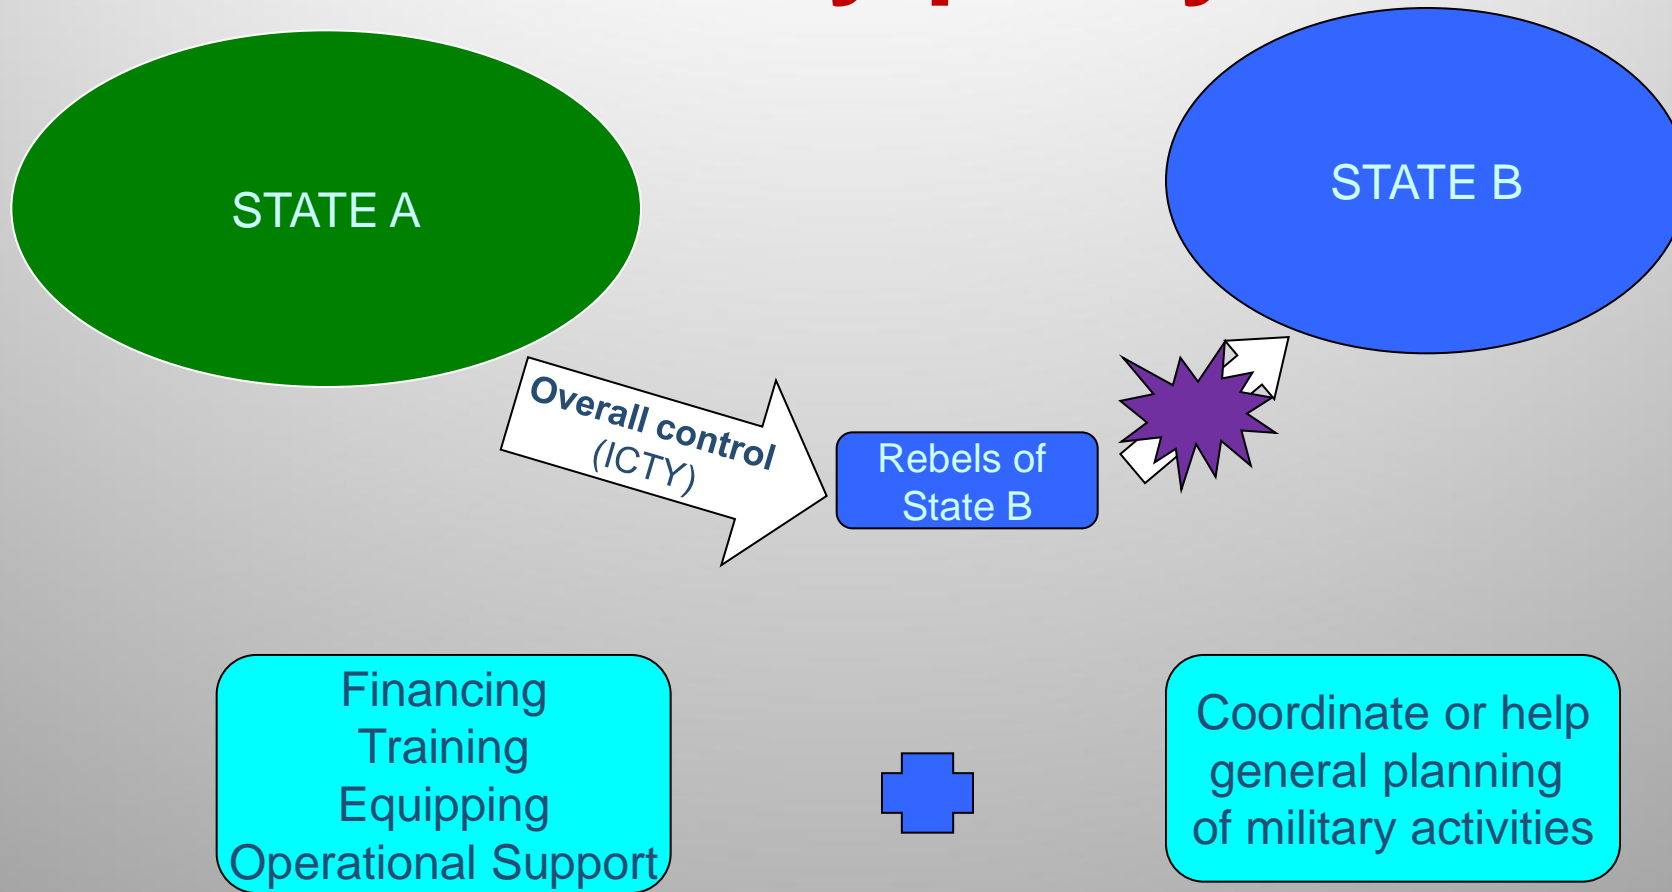 STATE A
STATE B
Overall control
(ICTY)
Rebels of
State B
Financing
Training
Equipping
Operational Support
Coordinate or help
general planning
of military activities